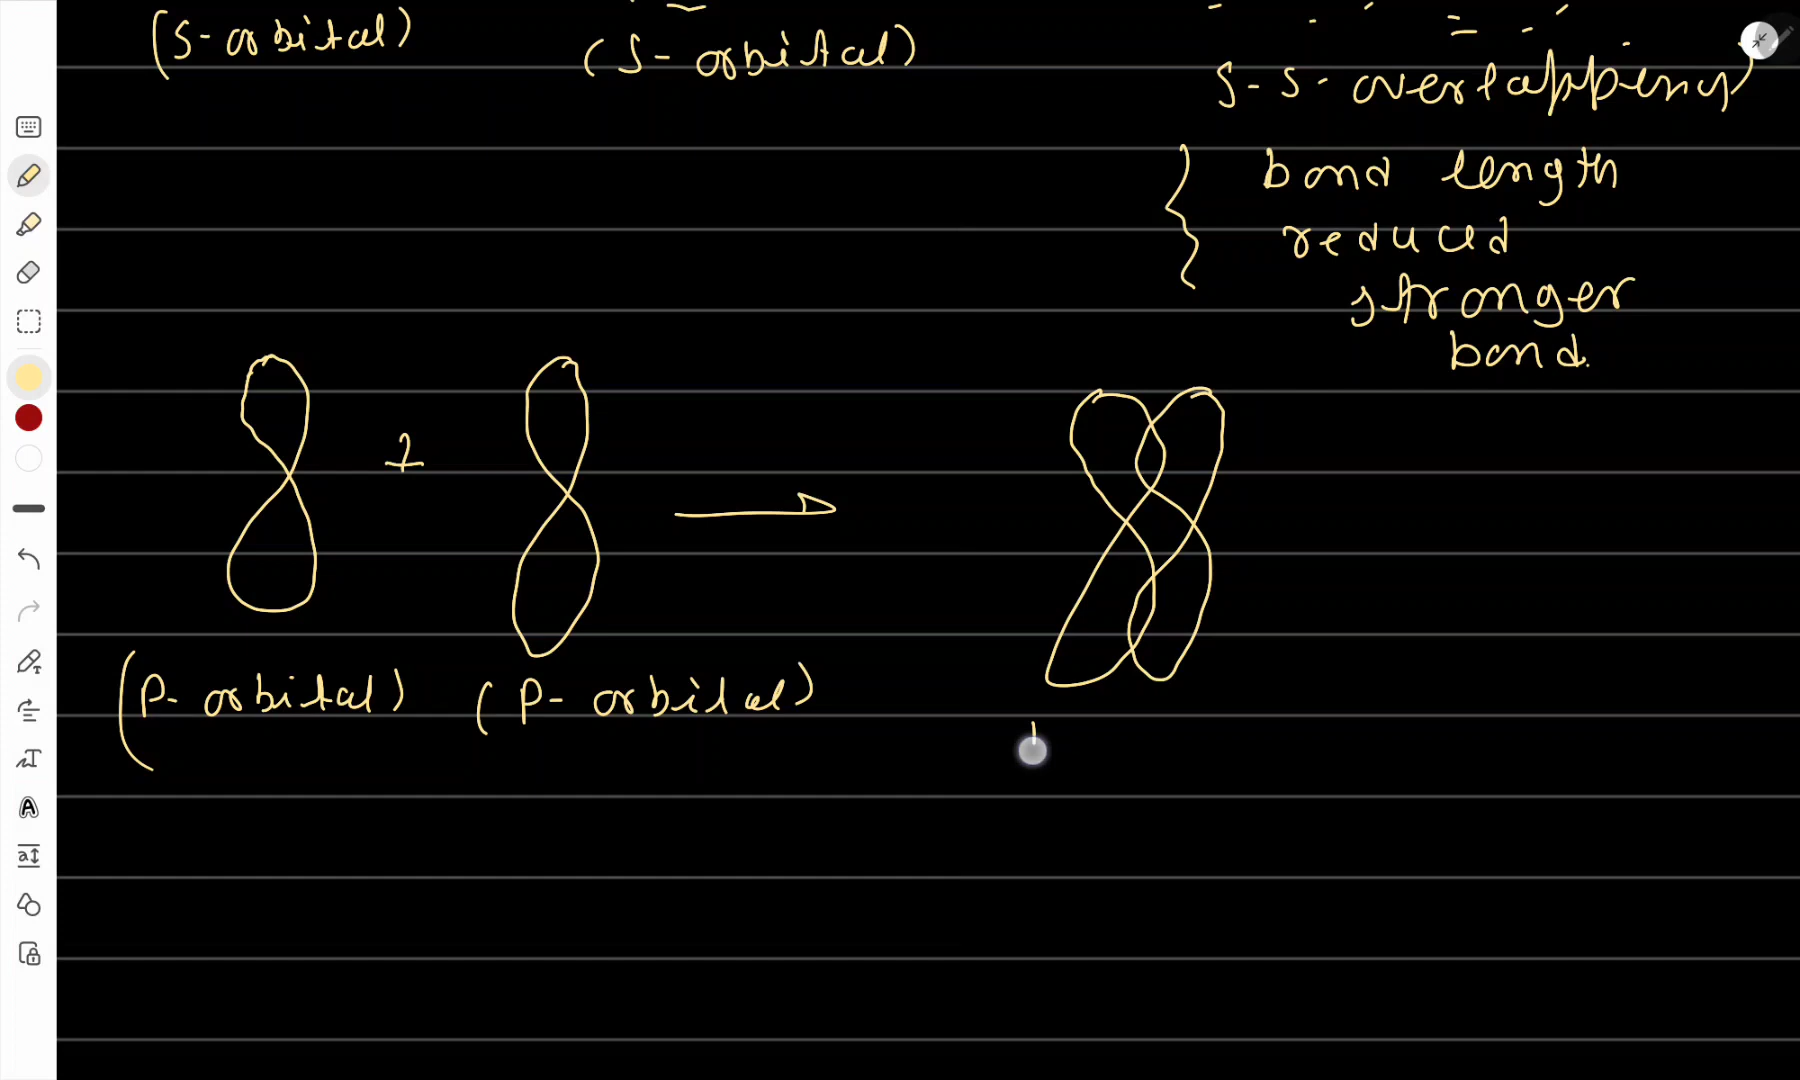 (S-orbital)
(S-orbital)
S-S-overlapping
bond length
reduced
stronger
bond.
+
(P-orbital) (P-orbital)